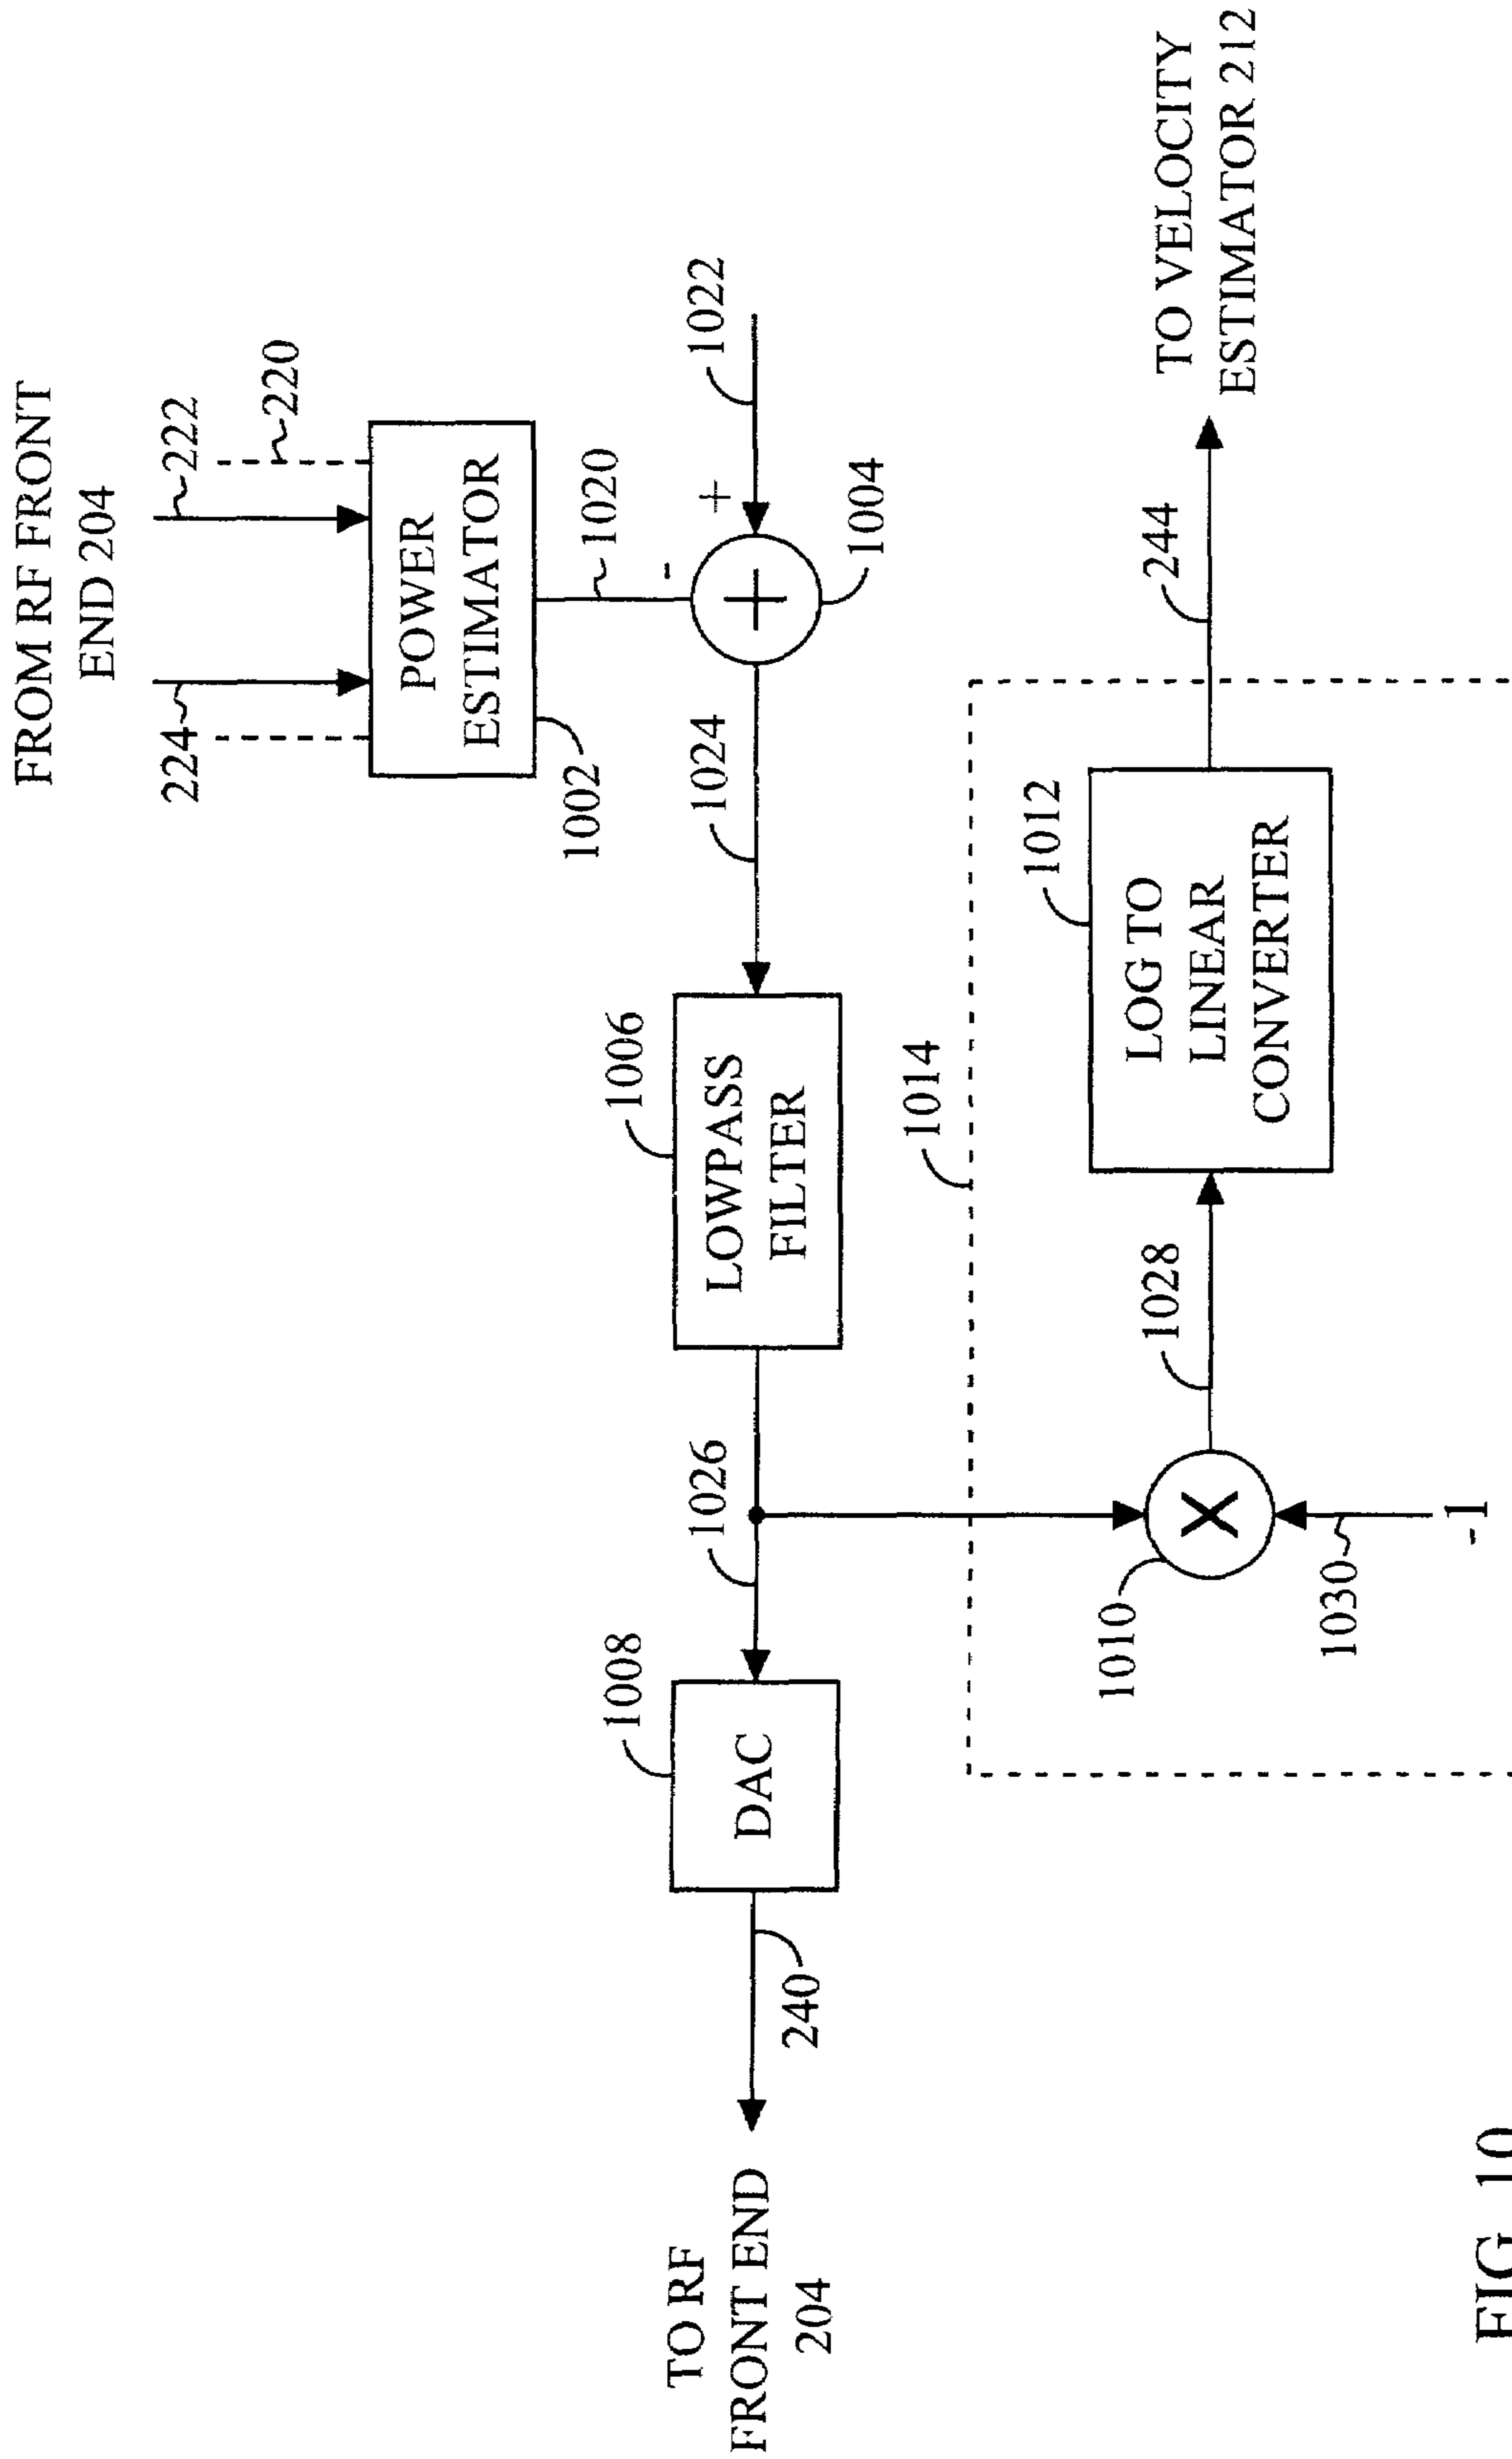 FROM RF FRONT
END 204
224
222
220
POWER
ESTIMATOR
1002
1020
-
+
1022
1004
1024
LOWPASS
FILTER
1006
1026
DAC
1008
240
TO RF
FRONT END
204
1014
1010
X
1030
-1
1028
LOG TO
LINEAR
CONVERTER
1012
244
TO VELOCITY
ESTIMATOR 212
FIG. 10